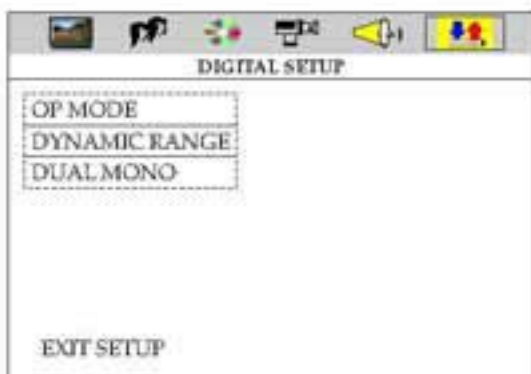 DIGITAL SETUP
OP MODE
DYNAMIC RANGE
DUAL MONO
EXIT SETUP